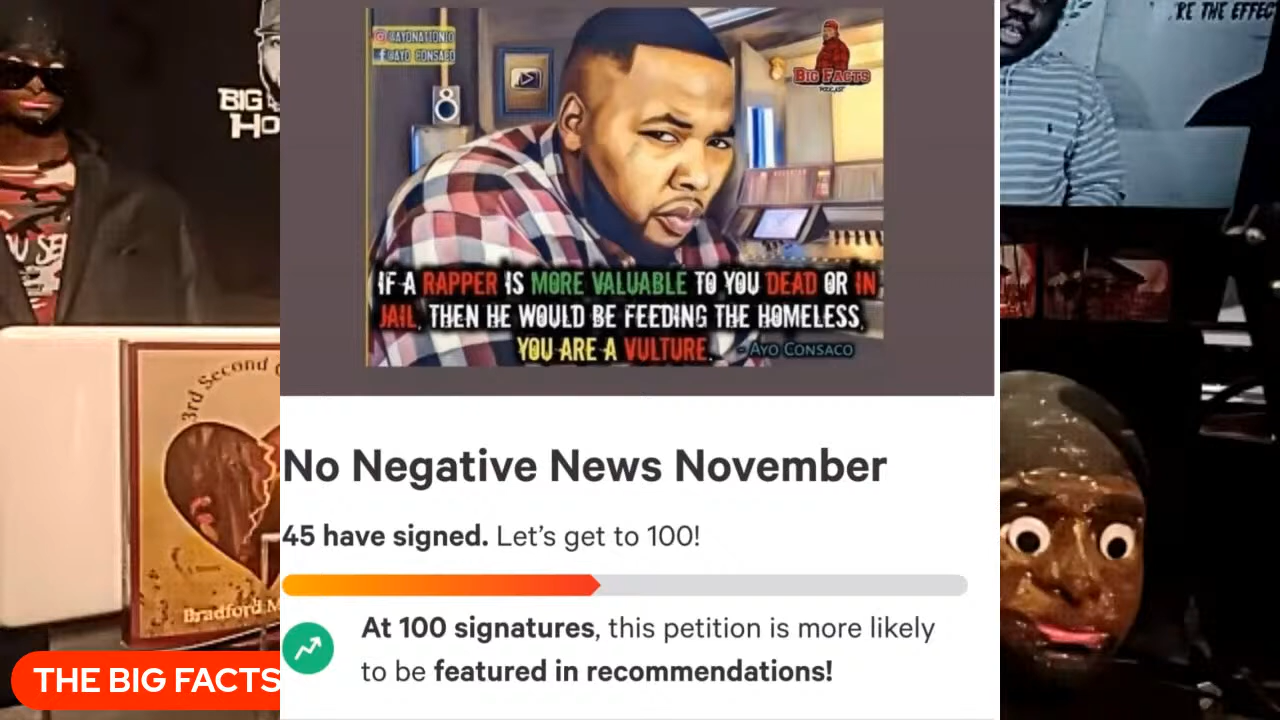 BIG
HO
RE THE EFFEC
@AYONATION10
@AYO CONSACO
BIG FACTS
PODCAST
IF A RAPPER IS MORE VALUABLE TO YOU DEAD OR IN
JAIL, THEN HE WOULD BE FEEDING THE HOMELESS,
YOU ARE A VULTURE. - AYO CONSACO
3rd Second
Bradford M
No Negative News November
45 have signed. Let's get to 100!
At 100 signatures, this petition is more likely
to be featured in recommendations!
THE BIG FACTS